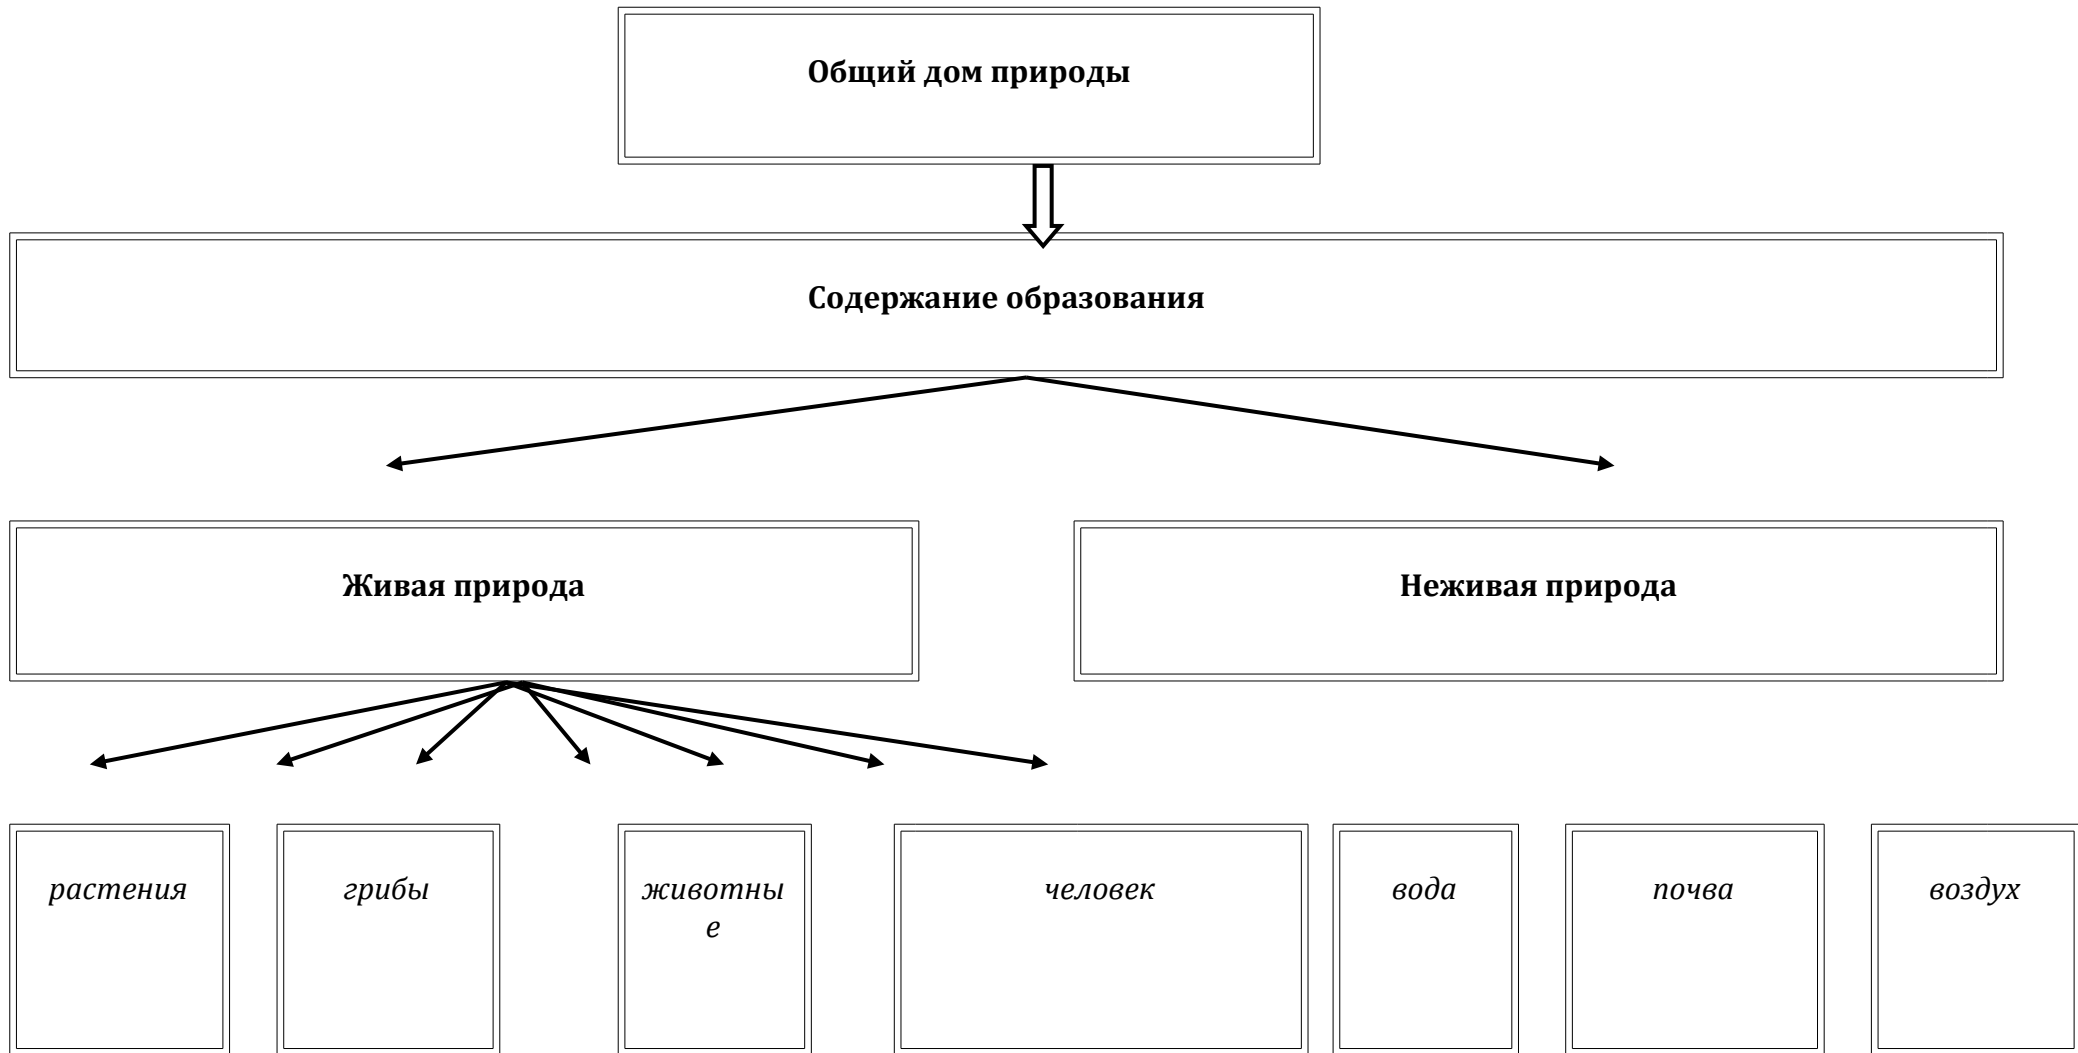 Общий дом природы
Содержание образования
Живая природа
Неживая природа
растения
грибы
животны
е
человек
вода
почва
воздух